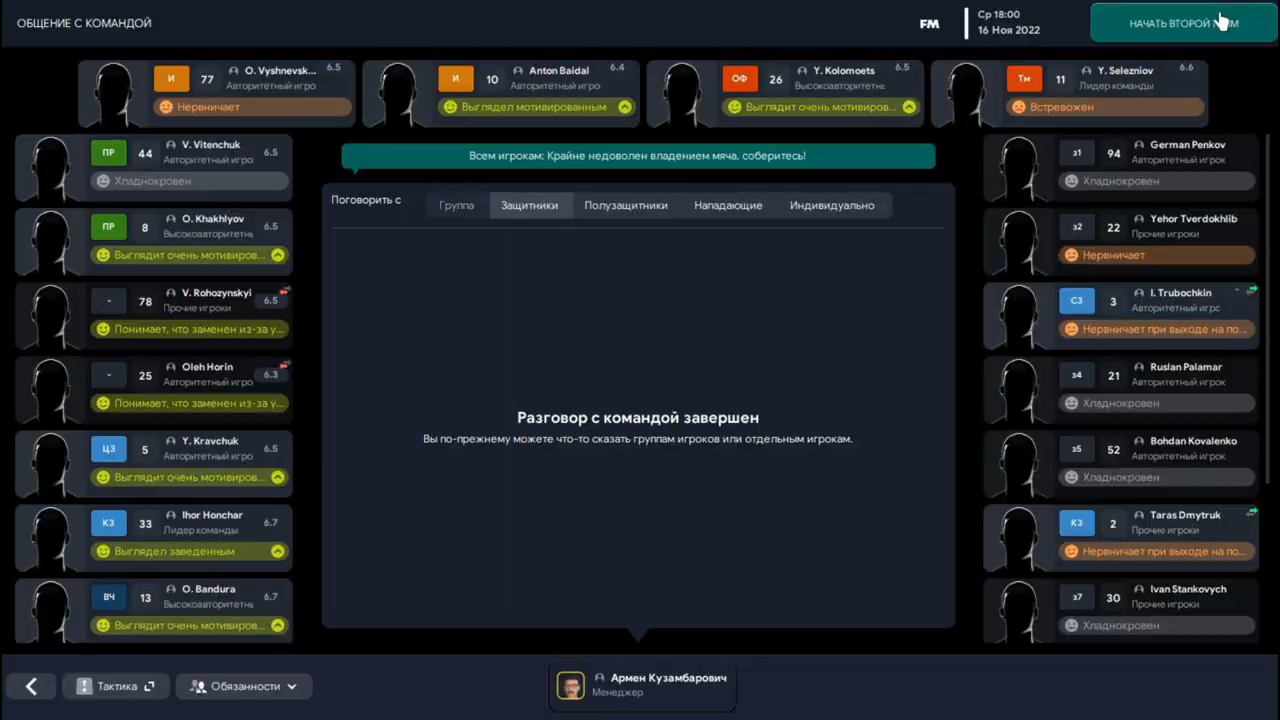 ОБЩЕНИЕ С КОМАНДОЙ
FM
Ср 18:00
16 Ноя 2022
НАЧАТЬ ВТОРОЙ
И 77 O. Vyshnevsk... 6.5
Авторитетный игро
Нервничает
И 10 Anton Baidal 6.4
Авторитетный игро
Выглядел мотивированным
ОФ 26 Y. Kolomoets 6.5
Высокоавторитетн
Выглядит очень мотивиров...
Тм 11 Y. Selezniov 6.6
Лидер команды
Встревожен
ПР 44 V. Vitenchuk 6.5
Авторитетный игро
Хладнокровен
ПР 8 O. Khakhlyov 6.5
Высокоавторитетн
Выглядит очень мотивиров...
- 78 V. Rohozynskyi 6.5
Прочие игроки
Понимает, что заменен из-за у...
- 25 Oleh Horin 6.3
Авторитетный игро
Понимает, что заменен из-за у...
ЦЗ 5 Y. Kravchuk 6.5
Авторитетный игро
Выглядит очень мотивиров...
КЗ 33 Ihor Honchar 6.7
Лидер команды
Выглядел заведенным
ВЧ 13 O. Bandura 6.7
Высокоавторитетн
Выглядит очень мотивиров...
Всем игрокам: Крайне недоволен владением мяча, соберитесь!
Поговорить с
Группа Защитники Полузащитники Нападающие Индивидуально
Разговор с командой завершен
Вы по-прежнему можете что-то сказать группам игроков или отдельным игрокам.
з1 94 German Penkov
Авторитетный игрок
Хладнокровен
з2 22 Yehor Tverdokhlib
Прочие игроки
Нервничает
СЗ 3 I. Trubochkin -
Авторитетный игрс
Нервничает при выходе на по...
з4 21 Ruslan Palamar
Авторитетный игрок
Хладнокровен
з5 52 Bohdan Kovalenko
Авторитетный игрок
Хладнокровен
КЗ 2 Taras Dmytruk
Прочие игроки
Нервничает при выходе на по...
з7 30 Ivan Stankovych
Прочие игроки
Хладнокровен
Тактика
Обязанности
Армен Кузамбарович
Менеджер